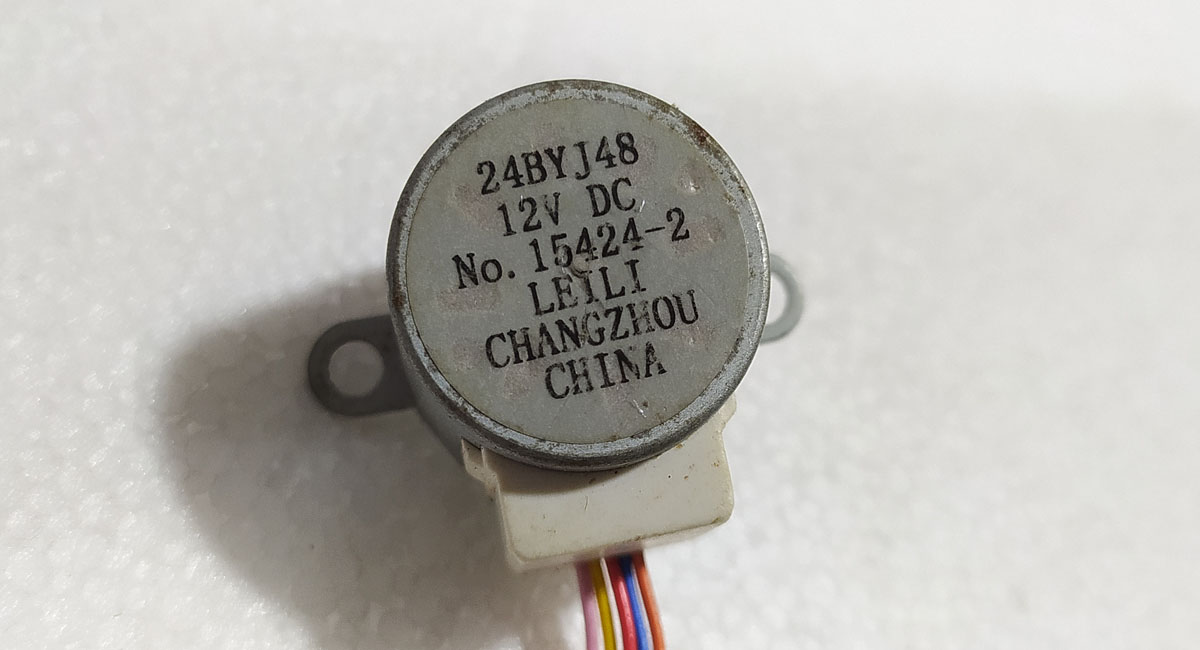 24BYJ48
12V DC
No. 15424-2
LEILI
CHANGZHOU
CHINA